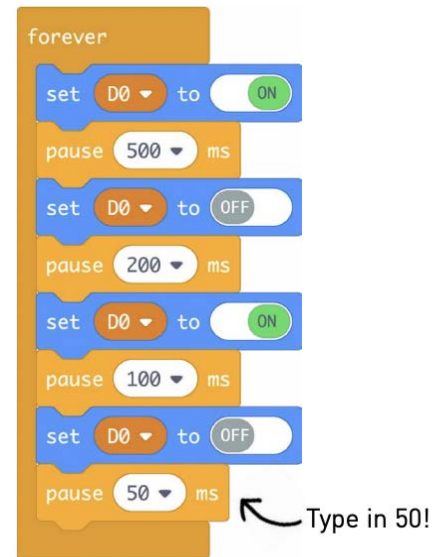 forever
set D0 to ON
pause 500 ms
set D0 to OFF
pause 200 ms
set D0 to ON
pause 100 ms
set D0 to OFF
pause 50 ms
Type in 50!